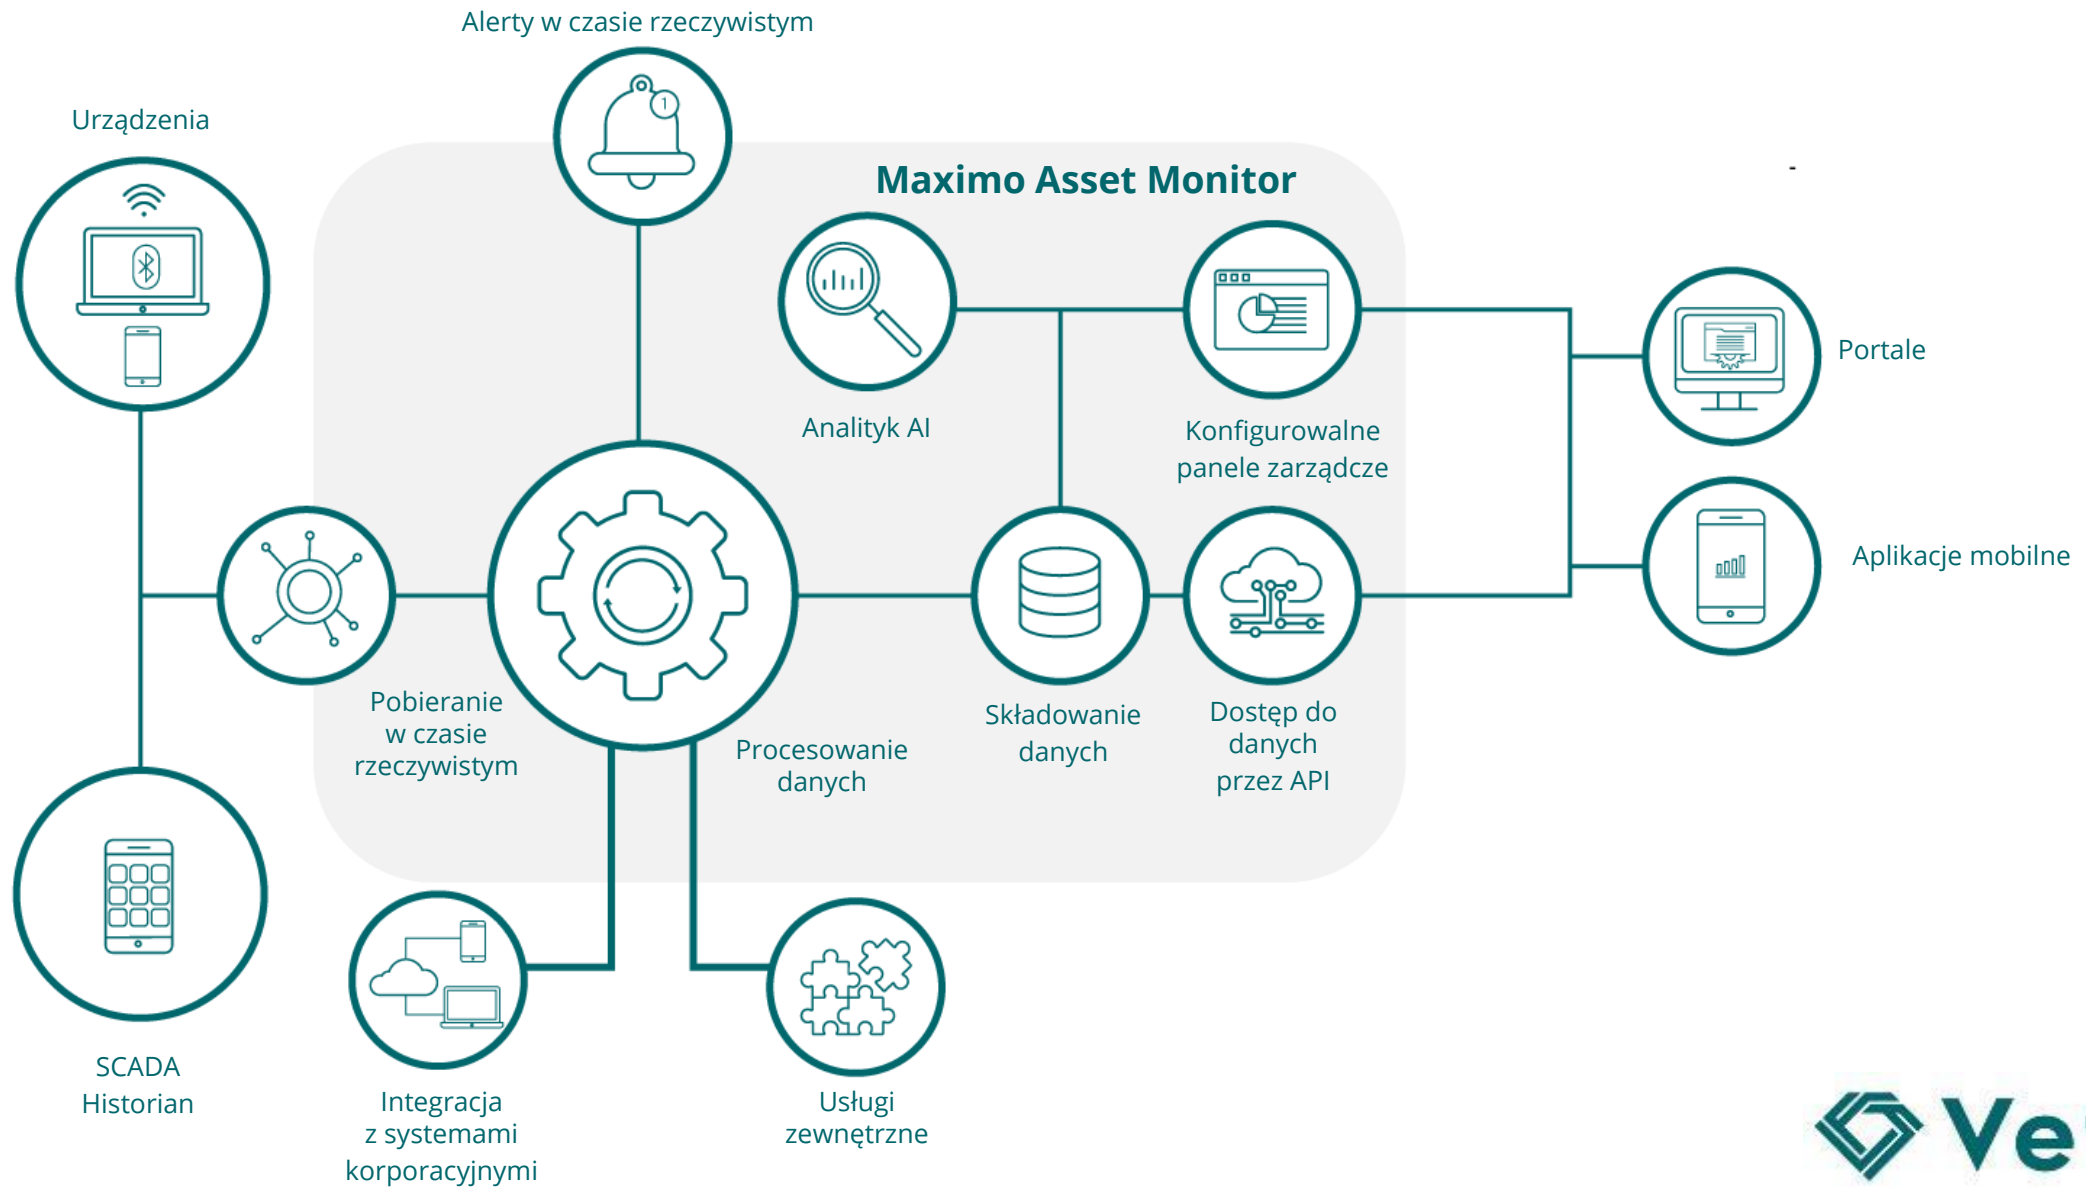 Alerty w czasie rzeczywistym
Urządzenia
1
Maximo Asset Monitor
-
Portale
Analityk AI
Konfigurowalne
panele zarządcze
Aplikacje mobilne
Pobieranie
w czasie
rzeczywistym
Procesowanie
danych
Składowanie
danych
Dostęp do
danych
przez API
SCADA
Historian
Integracja
z systemami
korporacyjnymi
Usługi
zewnętrzne
Ve